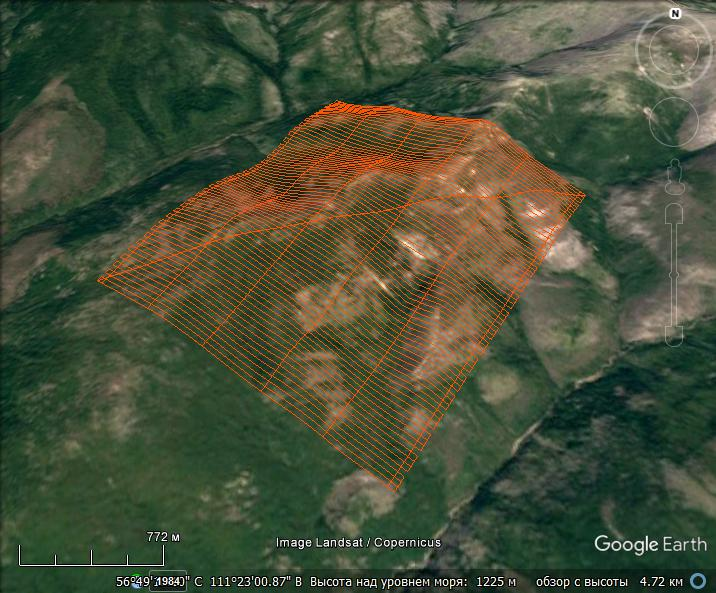 N
772 м
Image Landsat / Copernicus
Google Earth
1984 С 111°23'00.87" В Высота над уровнем моря: 1225 м обзор с высоты 4.72 км